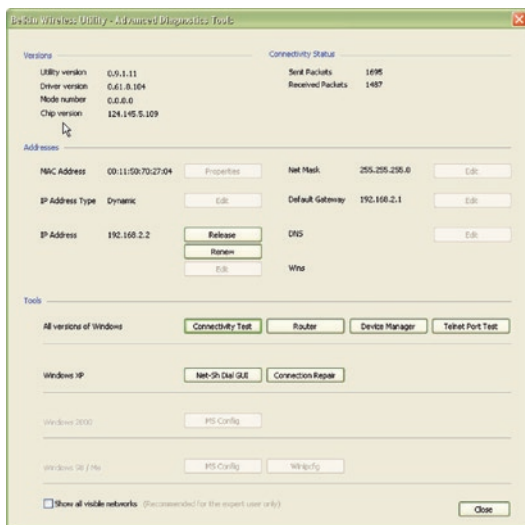 Belkin Wireless Utility - Advanced Diagnostics Tools
Versions
Utility version 0.9.1.11
Driver version 0.61.0.104
Mode number 0.0.0.0
Chip version 124.145.5.109
Connectivity Status
Sent Packets 1695
Received Packets 1487
Addresses
MAC Address 00:11:50:70:27:04 Properties Net Mask 255.255.255.0 Edit
IP Address Type Dynamic Edit Default Gateway 192.168.2.1 Edit
IP Address 192.168.2.2 Release DNS Edit
Renew
Edit Wins
Tools
All versions of Windows Connectivity Test Router Device Manager Telnet Port Test
Windows XP Net-Sh Dial GUI Connection Repair
Windows 2000 MS Config
Windows 98 / Me MS Config Winipcfg
Show all visible networks (Recommended for the expert user only)
Close